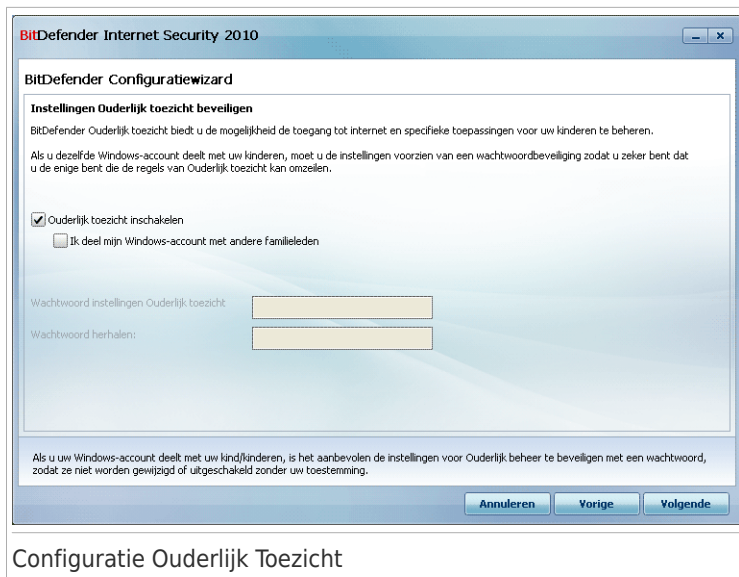 BitDefender Internet Security 2010
BitDefender Configuratiewizard
Instellingen Ouderlijk toezicht beveiligen
BitDefender Ouderlijk toezicht biedt u de mogelijkheid de toegang tot internet en specifieke toepassingen voor uw kinderen te beheren.
Als u dezelfde Windows-account deelt met uw kinderen, moet u de instellingen voorzien van een wachtwoordbeveiliging zodat u zeker bent dat
u de enige bent die de regels van Ouderlijk toezicht kan omzeilen.
Ouderlijk toezicht inschakelen
Ik deel mijn Windows-account met andere familieleden
Wachtwoord instellingen Ouderlijk toezicht
Wachtwoord herhalen:
Als u uw Windows-account deelt met uw kind/kinderen, is het aanbevolen de instellingen voor Ouderlijk beheer te beveiligen met een wachtwoord,
zodat ze niet worden gewijzigd of uitgeschakeld zonder uw toestemming.
Annuleren Vorige Volgende
Configuratie Ouderlijk Toezicht